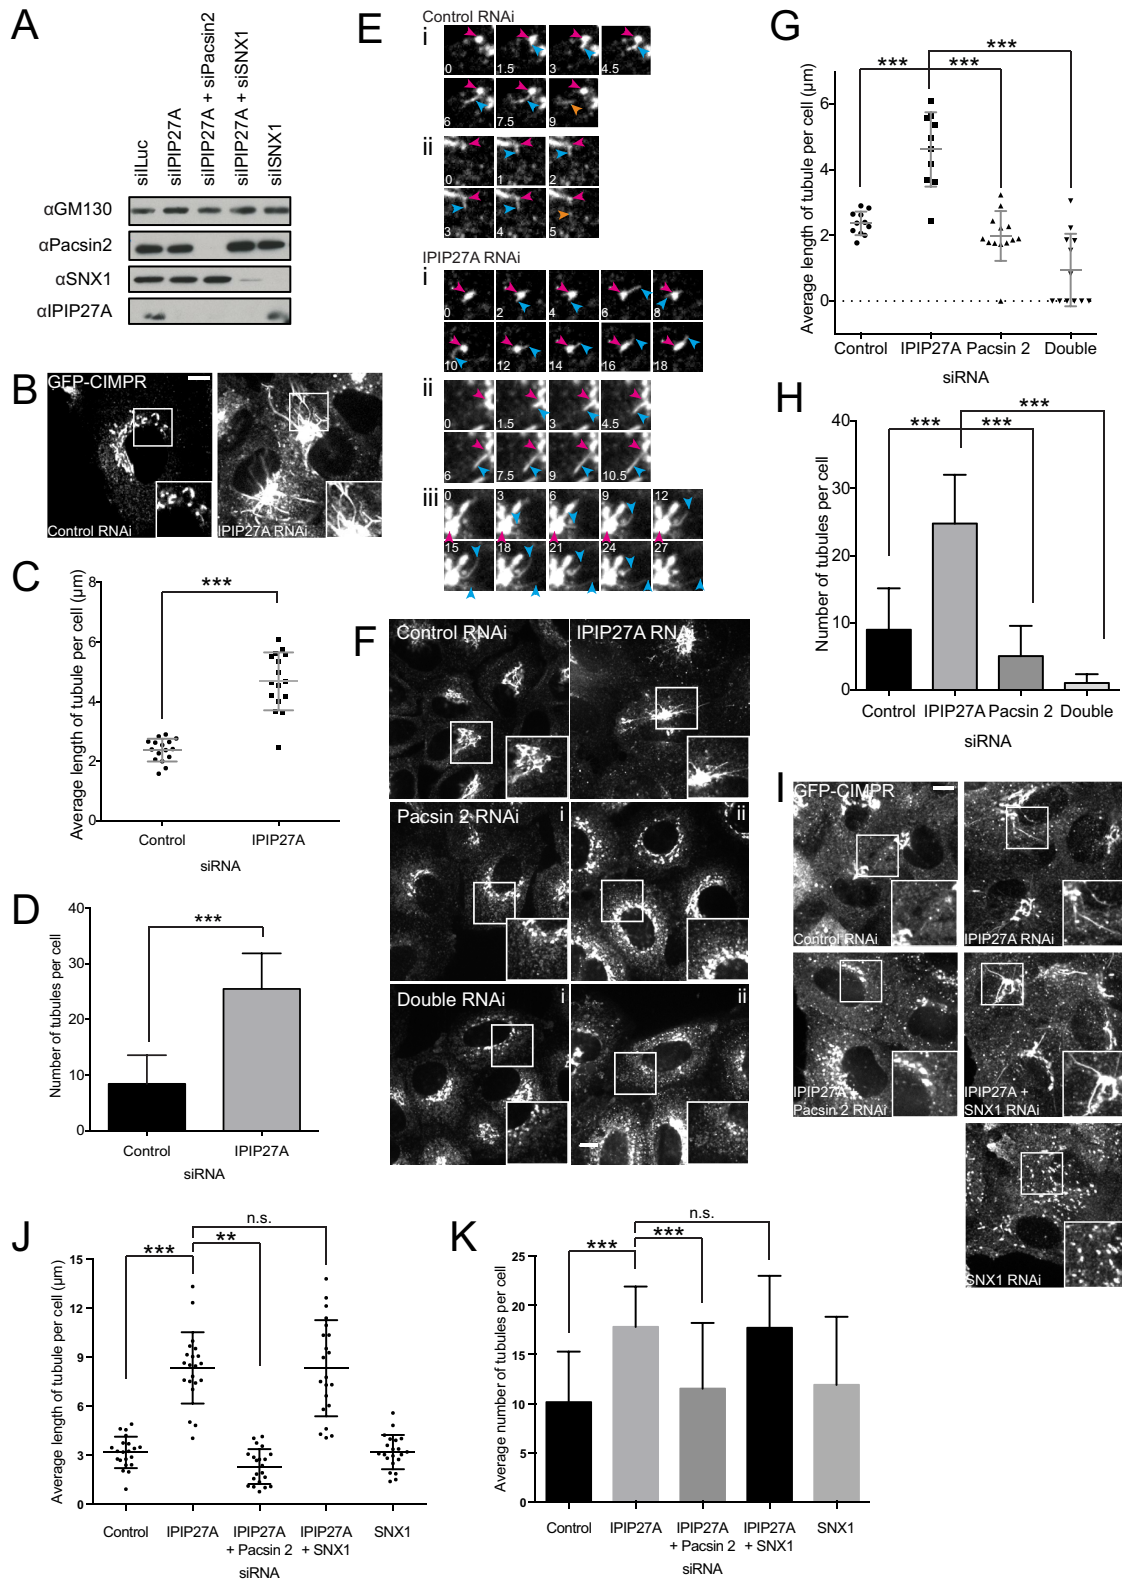 A
siLuc
siIPIP27A
siIPIP27A + siPacsin2
siIPIP27A + siSNX1
siSNX1
αGM130
αPacsin2
αSNX1
αIPIP27A
B
GFP-CIMPR
Control RNAi
IPIP27A RNAi
C
Average length of tubule per cell (μm)
8
6
4
2
0
***
Control
IPIP27A
siRNA
D
Number of tubules per cell
40
30
20
10
0
***
Control
IPIP27A
siRNA
E
Control RNAi
i
0
1.5
3
4.5
6
7.5
9
ii
0
1
2
3
4
5
IPIP27A RNAi
i
0
2
4
6
8
10
12
14
16
18
ii
0
1.5
3
4.5
6
7.5
9
10.5
iii
0
3
6
9
12
15
18
21
24
27
F
Control RNAi
IPIP27A RNAi
Pacsin 2 RNAi
i
ii
Double RNAi
i
ii
G
Average length of tubule per cell (μm)
6
4
2
0
***
***
***
Control
IPIP27A
Pacsin 2
Double
siRNA
H
Number of tubules per cell
40
30
20
10
0
***
***
***
Control
IPIP27A
Pacsin 2
Double
siRNA
I
GFP-CIMPR
Control RNAi
IPIP27A RNAi
IPIP27A +
Pacsin 2 RNAi
IPIP27A +
SNX1 RNAi
SNX1 RNAi
J
Average length of tubule per cell (μm)
15
12
9
6
3
0
***
**
n.s.
Control
IPIP27A
IPIP27A
+ Pacsin 2
IPIP27A
+ SNX1
SNX1
siRNA
K
Average number of tubules per cell
25
20
15
10
5
0
***
***
n.s.
Control
IPIP27A
IPIP27A
+ Pacsin 2
IPIP27A
+ SNX1
SNX1
siRNA